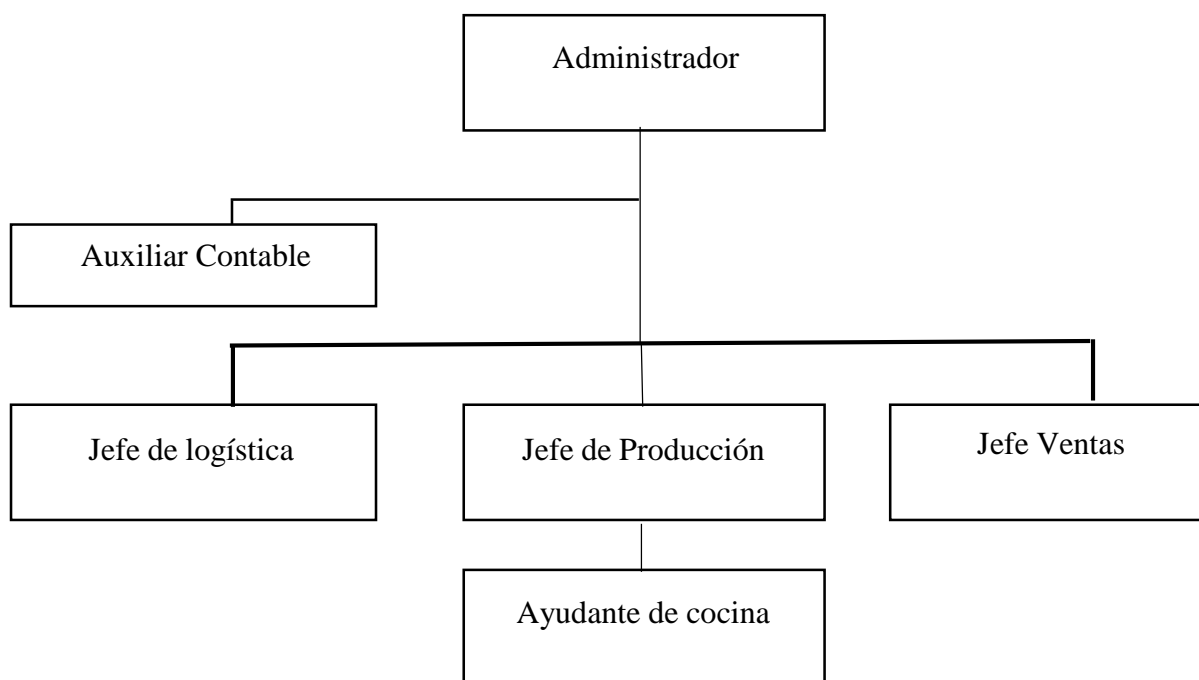 Administrador
Auxiliar Contable
Jefe de logística
Jefe de Producción
Jefe Ventas
Ayudante de cocina